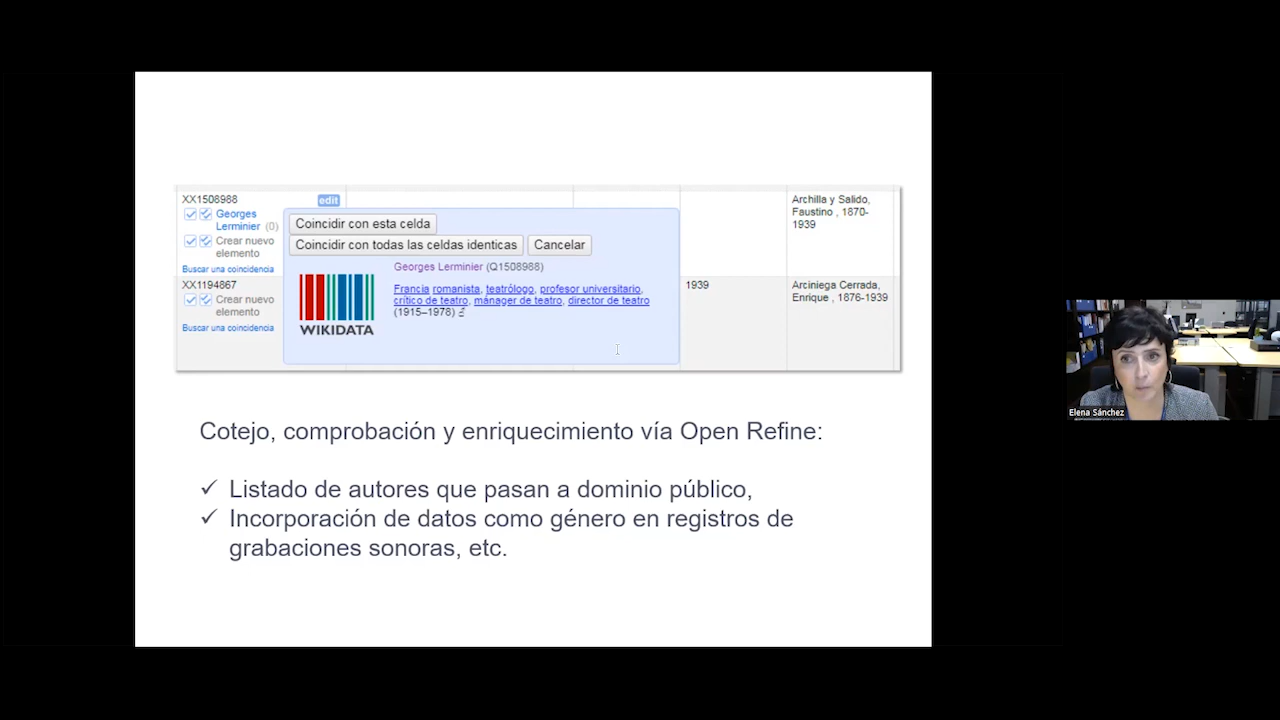 XX1508988
edit
Georges
Lerminier (0)
Crear nuevo
elemento
Buscar una coincidencia
Coincidir con esta celda
Coincidir con todas las celdas identicas
Cancelar
Georges Lerminier (Q1508988)
Francia romanista, teatrólogo, profesor universitario,
crítico de teatro, mánager de teatro, director de teatro
(1915–1978)
WIKIDATA
Archilla y Salido,
Faustino , 1870-
1939
XX1194867
Crear nuevo
elemento
Buscar una coincidencia
1939
Arciniega Cerrada,
Enrique , 1876-1939
Cotejo, comprobación y enriquecimiento vía Open Refine:
✓ Listado de autores que pasan a dominio público,
✓ Incorporación de datos como género en registros de
grabaciones sonoras, etc.
Elena Sánchez